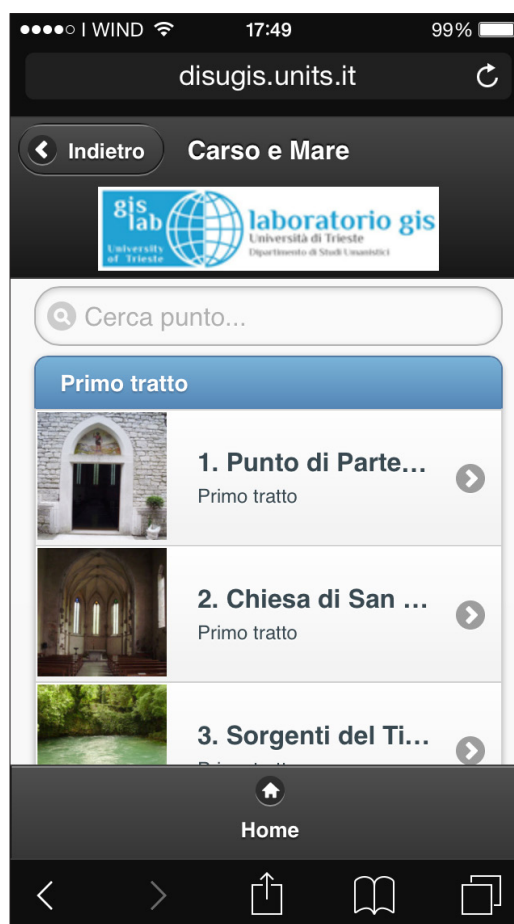 I WIND 17:49 99%
disugis.units.it
Indietro Carso e Mare
gis lab
University of Trieste
laboratorio gis
Università di Trieste
Dipartimento di Studi Umanistici
Cerca punto...
Primo tratto
1. Punto di Parte...
Primo tratto
2. Chiesa di San ...
Primo tratto
3. Sorgenti del Ti...
Home